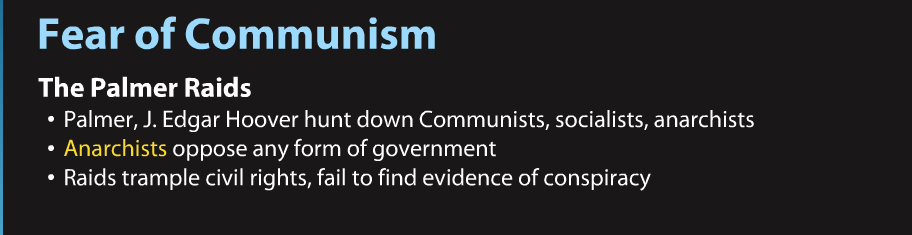 Fear of Communism
The Palmer Raids
• Palmer, J. Edgar Hoover hunt down Communists, socialists, anarchists
• Anarchists oppose any form of government
• Raids trample civil rights, fail to find evidence of conspiracy